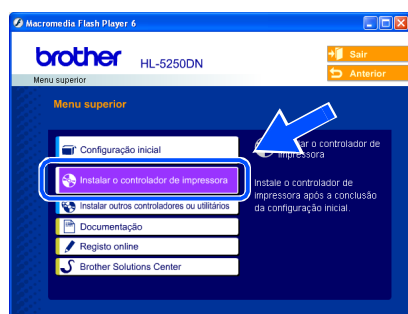 Macromedia Flash Player 6
brother HL-5250DN
Sair
Anterior
Menu superior
Menu superior
Configuração inicial
Instalar o controlador de impressora
Instalar outros controladores ou utilitários
Documentação
Registo online
Brother Solutions Center
o controlador de
impressora
Instale o controlador de
impressora após a conclusão
da configuração inicial.